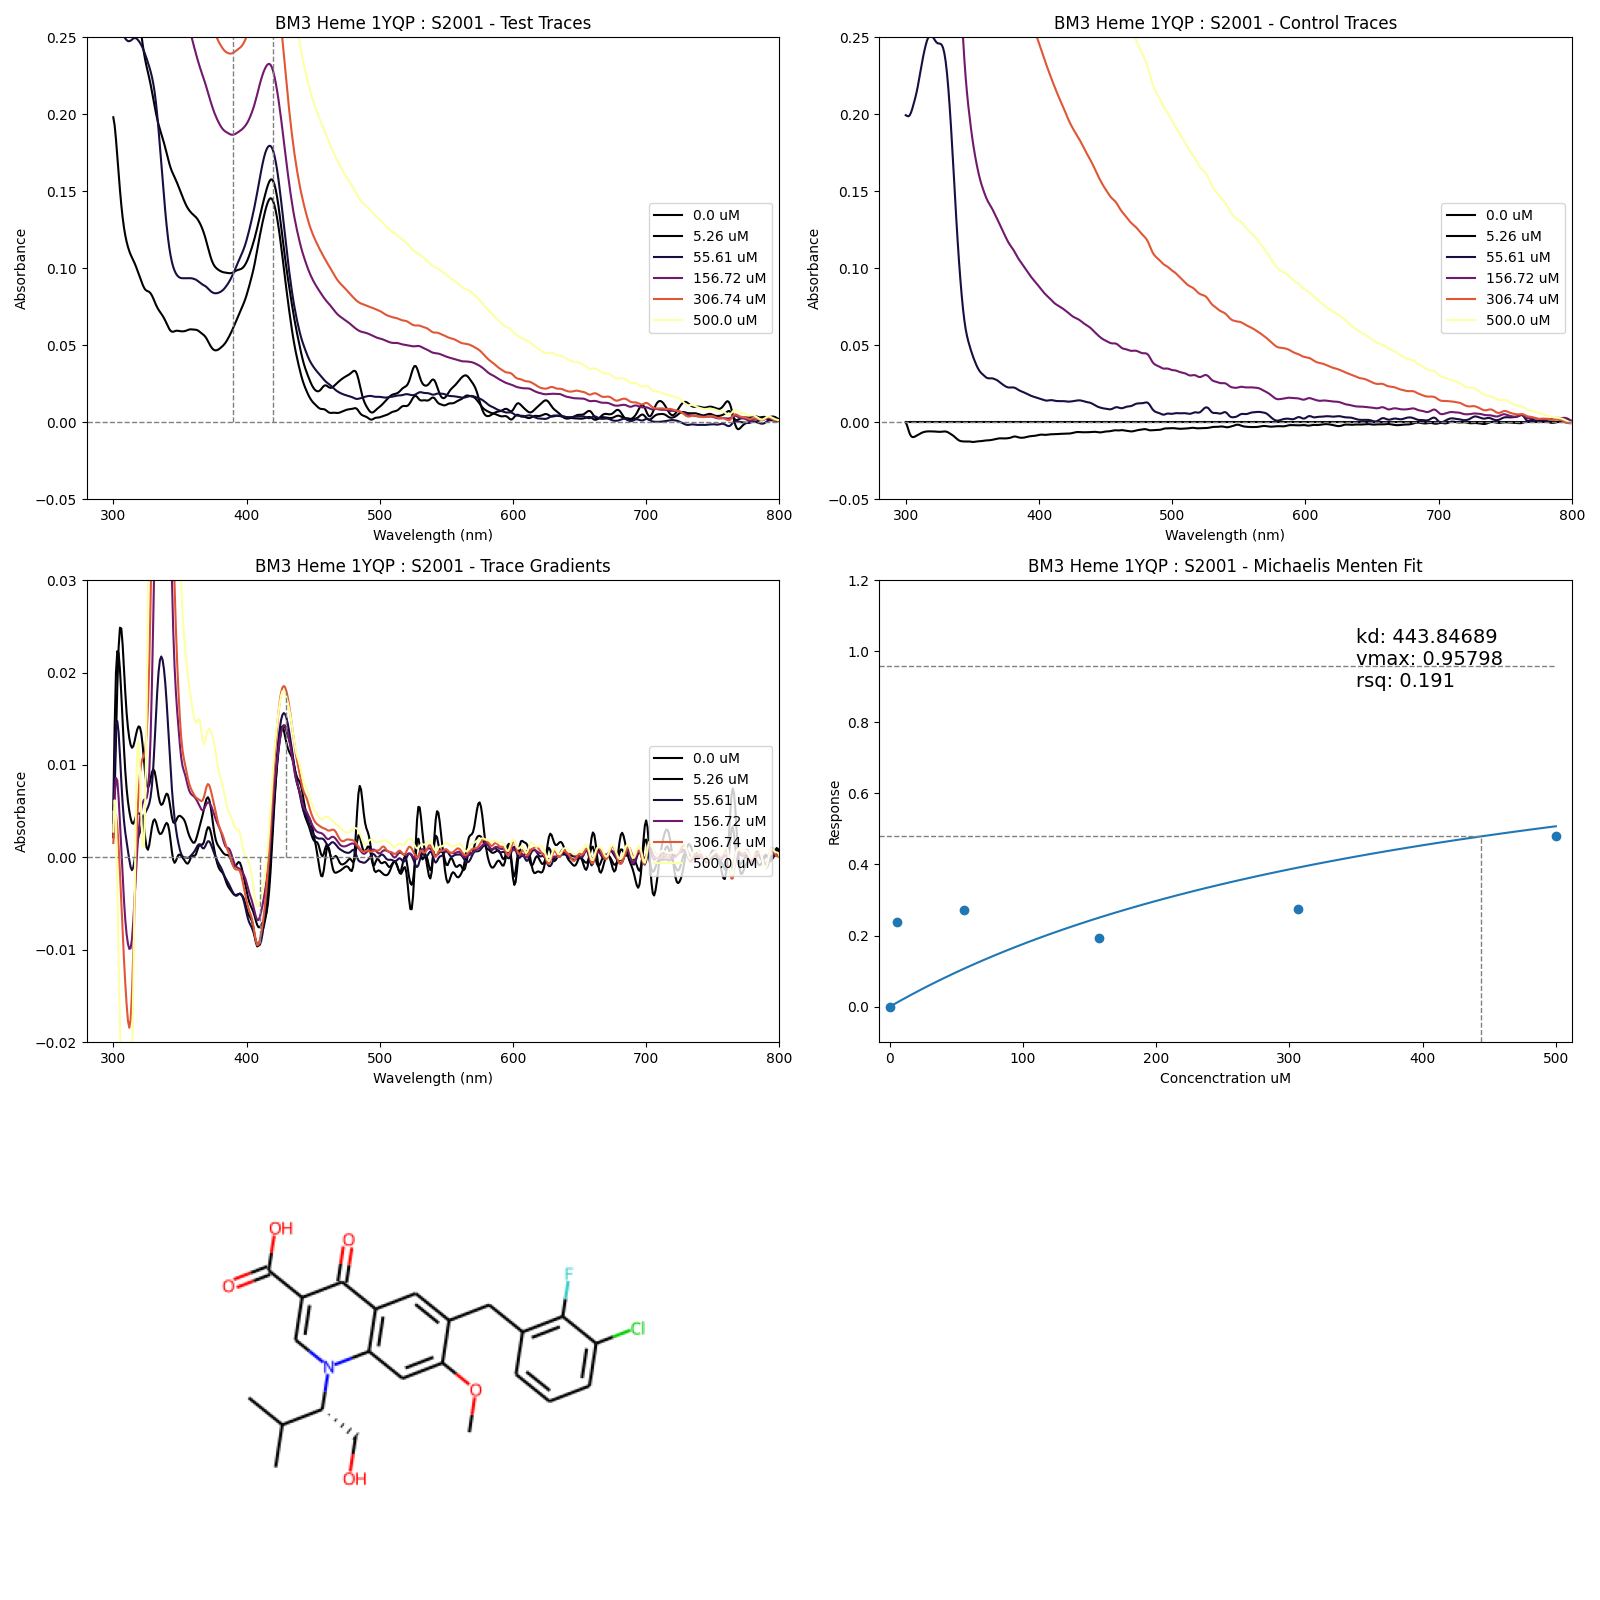 BM3 Heme 1YQP : S2001 - Test Traces
0.25
0.20
0.15
0.10
0.05
0.00
−0.05
Absorbance
300
400
500
600
700
800
Wavelength (nm)
0.0 uM
5.26 uM
55.61 uM
156.72 uM
306.74 uM
500.0 uM
BM3 Heme 1YQP : S2001 - Control Traces
0.25
0.20
0.15
0.10
0.05
0.00
−0.05
Absorbance
300
400
500
600
700
800
Wavelength (nm)
0.0 uM
5.26 uM
55.61 uM
156.72 uM
306.74 uM
500.0 uM
BM3 Heme 1YQP : S2001 - Trace Gradients
0.03
0.02
0.01
0.00
−0.01
−0.02
Absorbance
300
400
500
600
700
800
Wavelength (nm)
0.0 uM
5.26 uM
55.61 uM
156.72 uM
306.74 uM
500.0 uM
BM3 Heme 1YQP : S2001 - Michaelis Menten Fit
1.2
1.0
0.8
0.6
0.4
0.2
0.0
Response
kd: 443.84689
vmax: 0.95798
rsq: 0.191
0
100
200
300
400
500
Concenctration uM
OH
O
O
F
Cl
N
O
OH